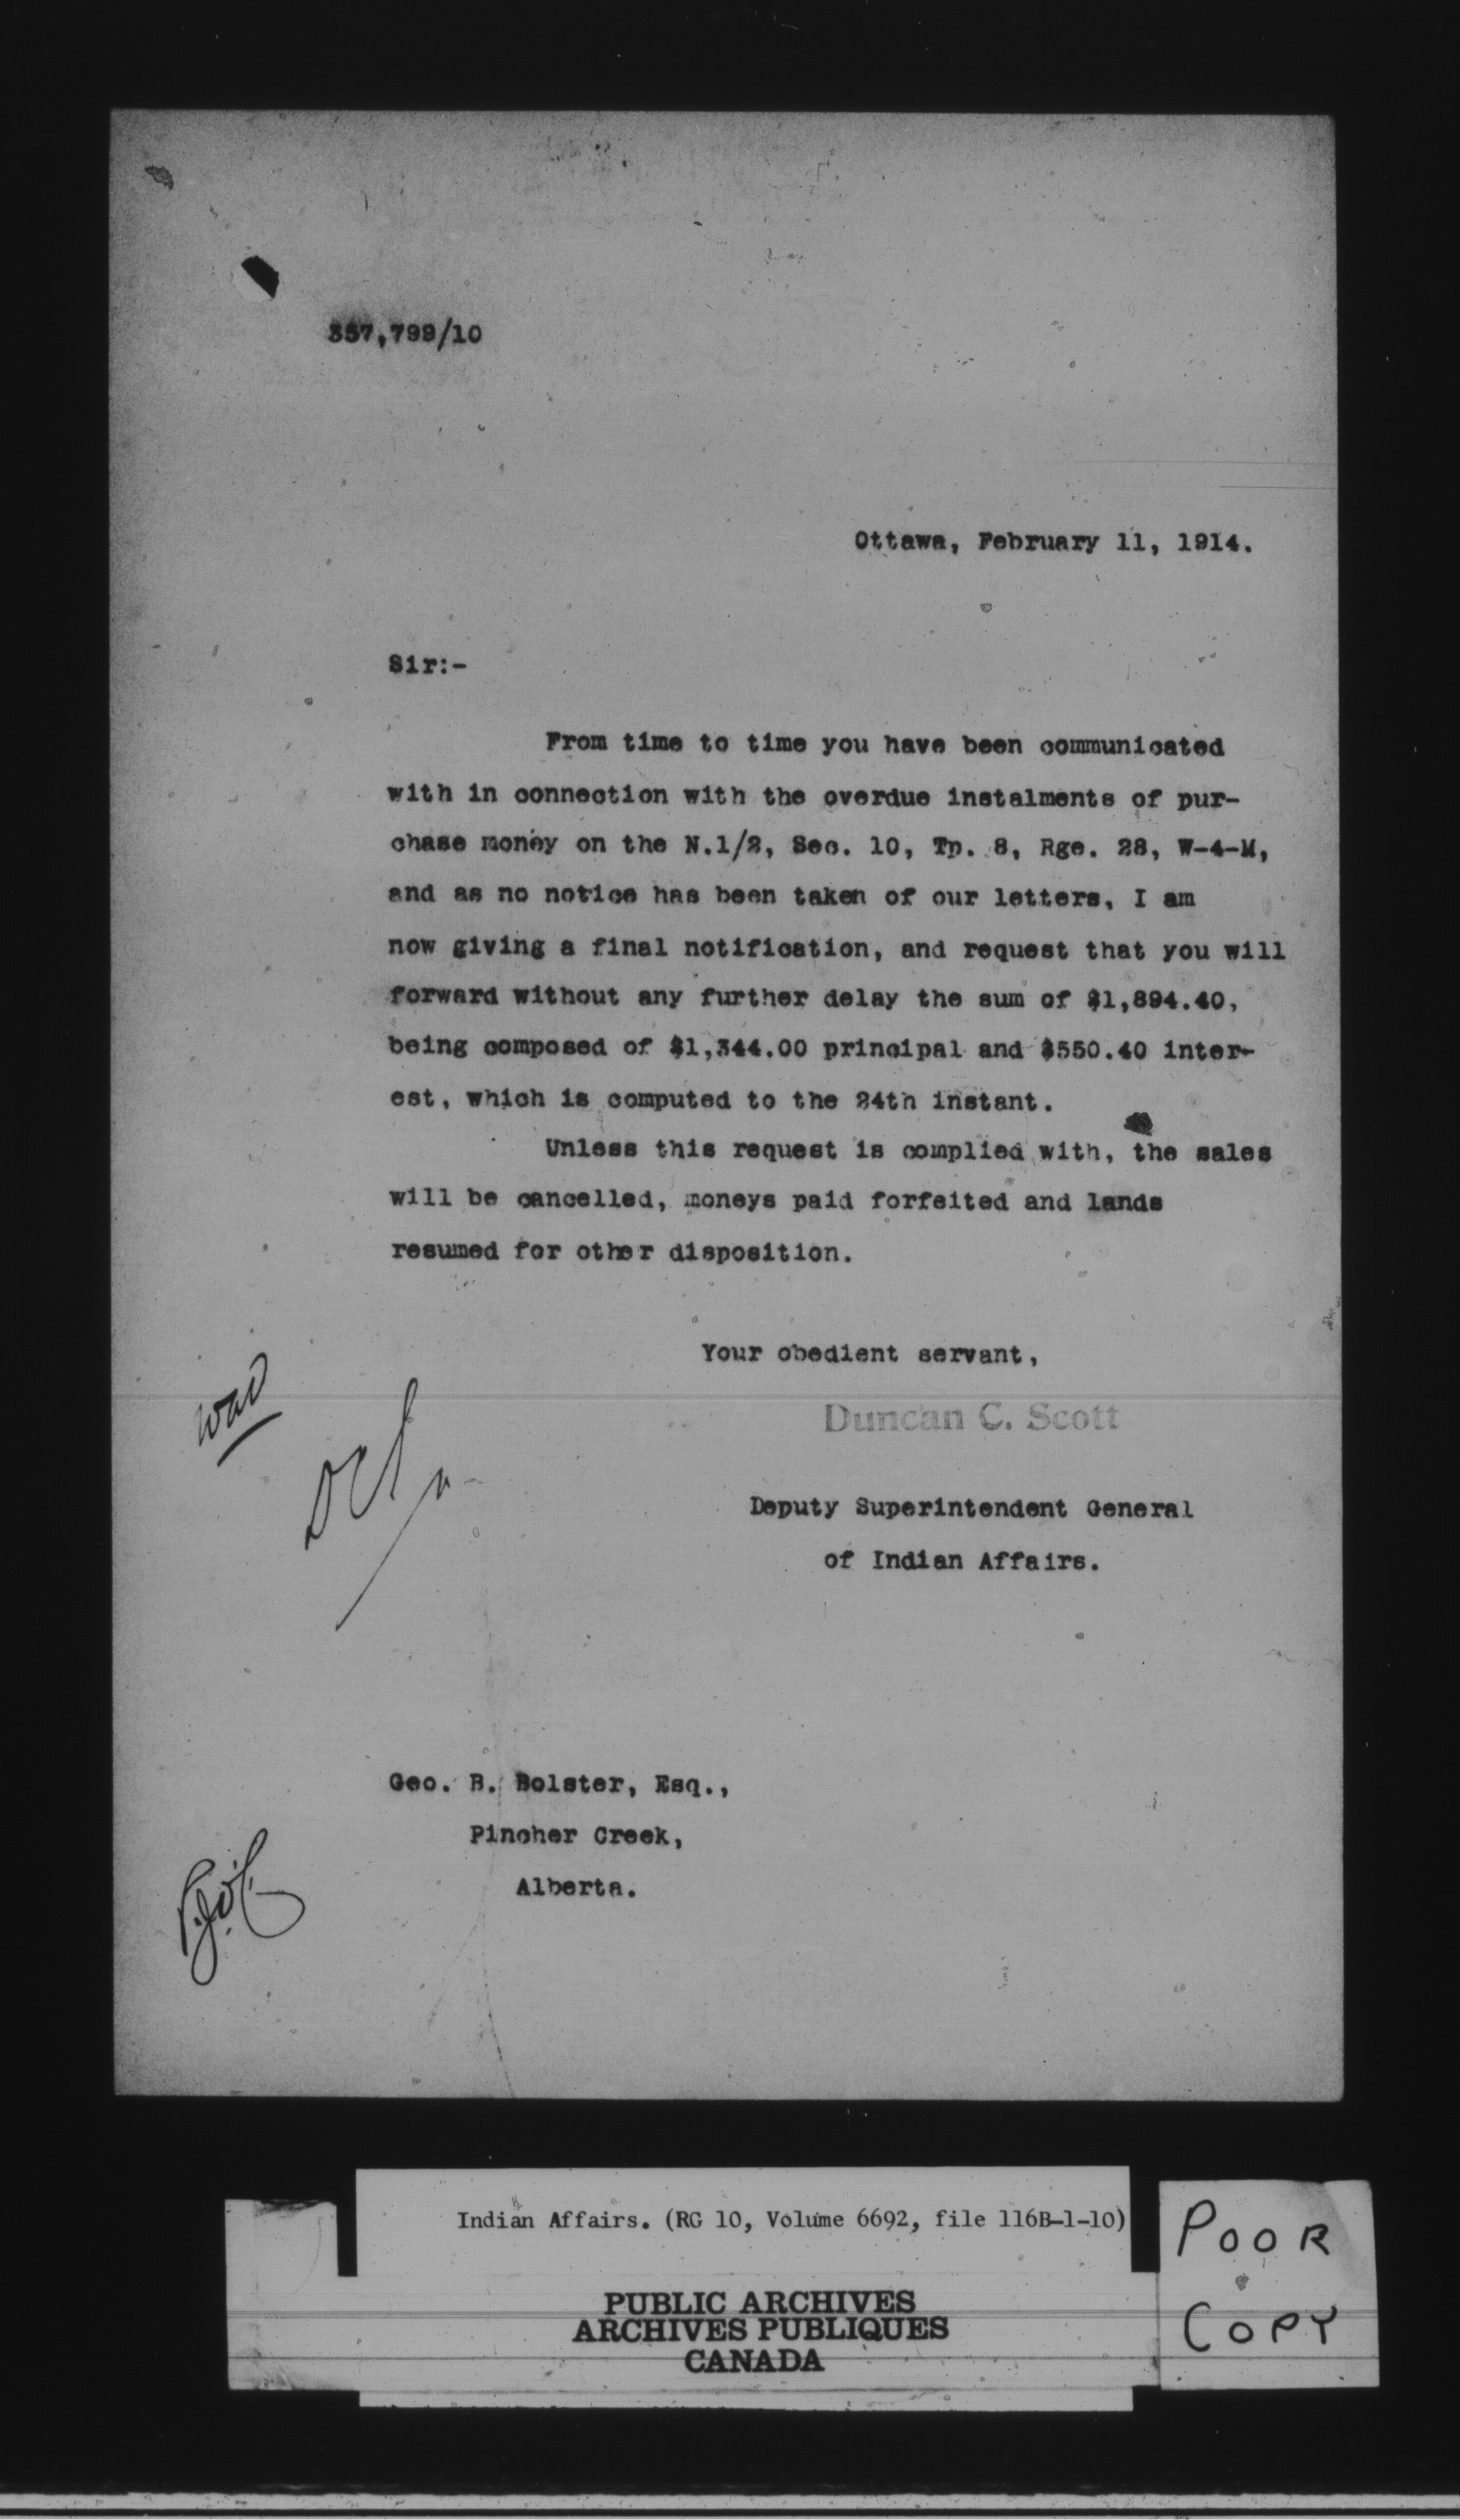 357,799/10
Ottawa, February 11, 1914.
Sir:-
From time to time you have been communicated
with in connection with the overdue instalments of pur-
chase money on the N.1/2, Sec. 10, Tp. 8, Rge. 28, W-4-M,
and as no notice has been taken of our letters, I am
now giving a final notification, and request that you will
forward without any further delay the sum of $1,894.40,
being composed of $1,344.00 principal and $550.40 inter-
est, which is computed to the 24th instant.
Unless this request is complied with, the sales
will be cancelled, moneys paid forfeited and lands
resumed for other disposition.
Your obedient servant,
Duncan C. Scott
Deputy Superintendent General
of Indian Affairs.
Geo. B. Bolster, Esq.,
Pincher Creek,
Alberta.
Indian Affairs. (RG 10, Volume 6692, file 116B-1-10)
PUBLIC ARCHIVES
ARCHIVES PUBLIQUES
CANADA
POOR
COPY